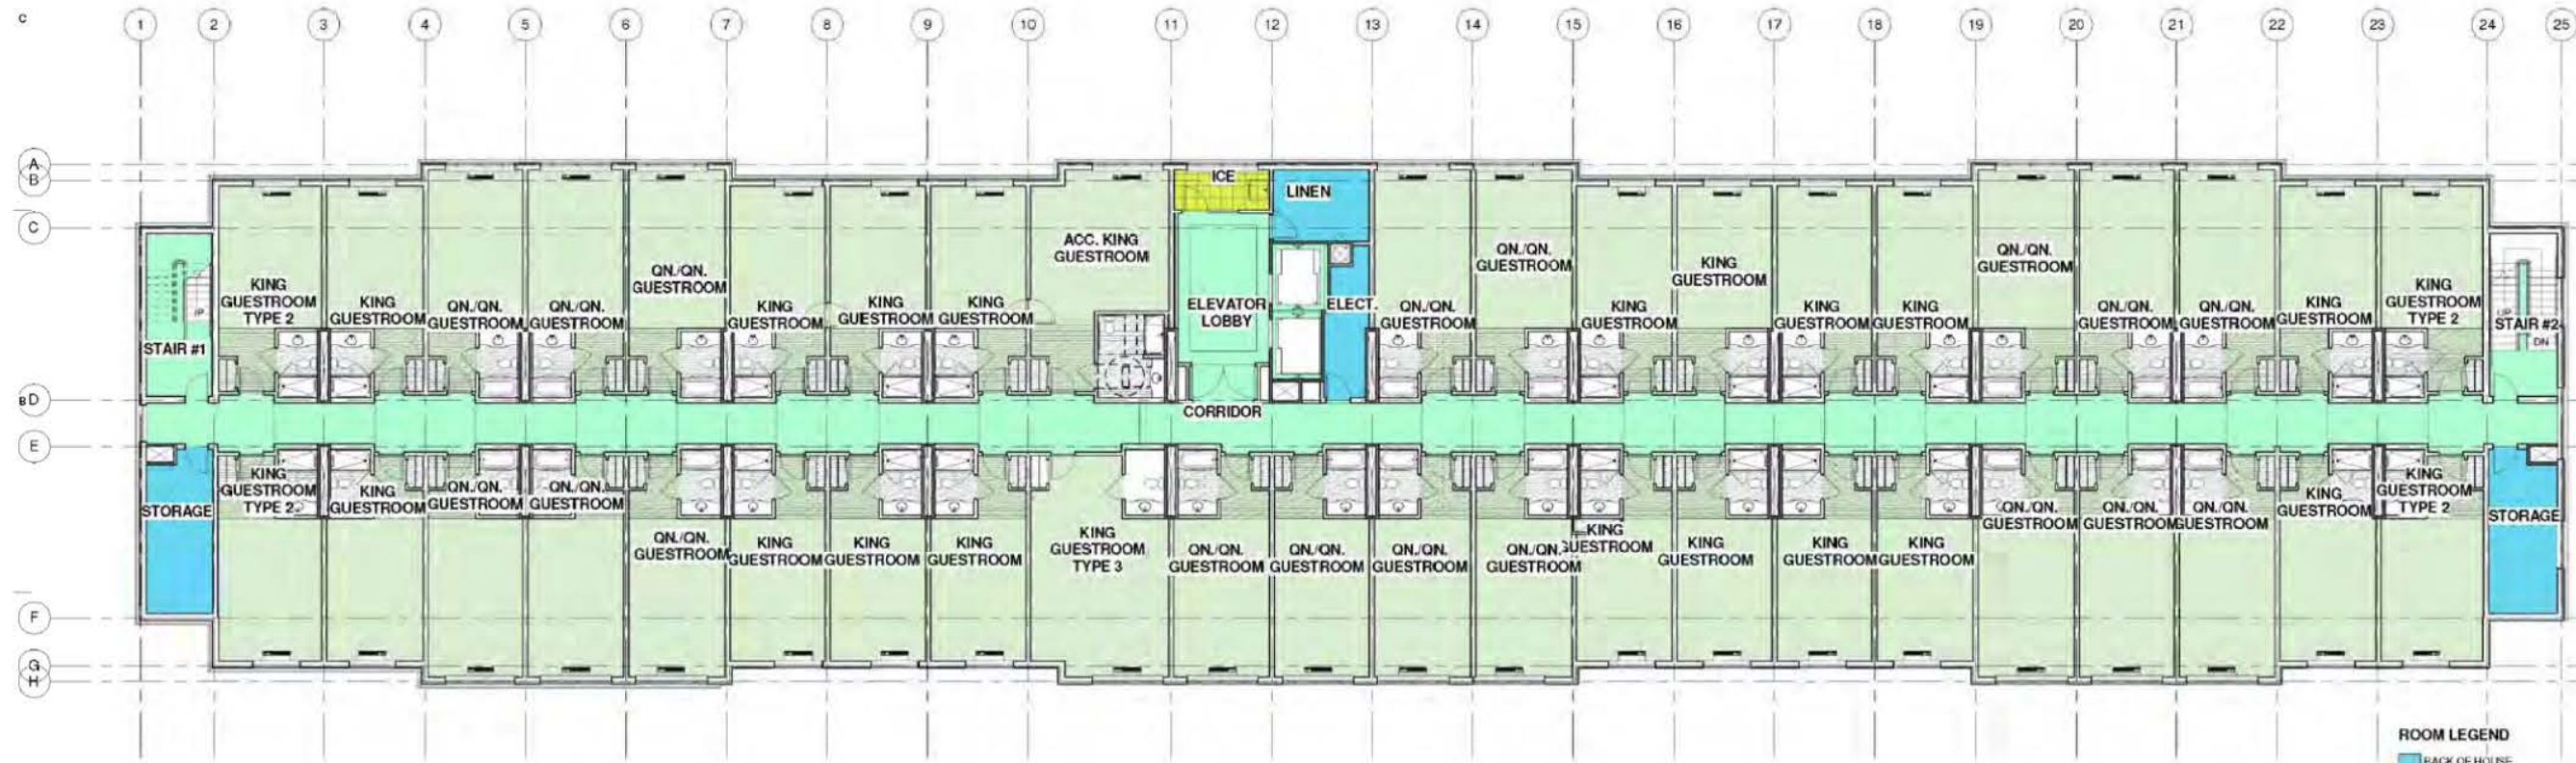 C
1 2 3 4 5 6 7 8 9 10 11 12 13 14 15 16 17 18 19 20 21 22 23 24 25
A
B
C
B D
E
F
G
H
ICE
LINEN
ACC. KING
GUESTROOM
ELEVATOR
LOBBY
ELECT.
CORRIDOR
STAIR #1
KING
GUESTROOM
TYPE 2
KING
GUESTROOM
QN./QN.
GUESTROOM
QN./QN.
GUESTROOM
QN./QN.
GUESTROOM
KING
GUESTROOM
KING
GUESTROOM
KING
GUESTROOM
QN./QN.
GUESTROOM
QN./QN.
GUESTROOM
KING
GUESTROOM
KING
GUESTROOM
KING
GUESTROOM
KING
GUESTROOM
QN./QN.
GUESTROOM
QN./QN.
GUESTROOM
QN./QN.
GUESTROOM
KING
GUESTROOM
KING
GUESTROOM
TYPE 2
UP
STAIR #2
DN
STORAGE
KING
GUESTROOM
TYPE 2
KING
GUESTROOM
QN./QN.
GUESTROOM
QN./QN.
GUESTROOM
QN./QN.
GUESTROOM
KING
GUESTROOM
KING
GUESTROOM
KING
GUESTROOM
KING
GUESTROOM
TYPE 3
QN./QN.
GUESTROOM
QN./QN.
GUESTROOM
QN./QN.
GUESTROOM
QN./QN.
GUESTROOM
KING
GUESTROOM
KING
GUESTROOM
KING
GUESTROOM
KING
GUESTROOM
QN./QN.
GUESTROOM
QN./QN.
GUESTROOM
QN./QN.
GUESTROOM
KING
GUESTROOM
KING
GUESTROOM
TYPE 2
STORAGE
ROOM LEGEND
BACK OF HOUSE